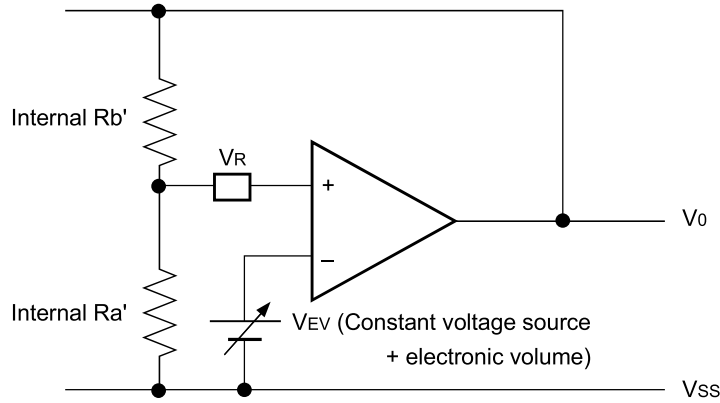 Internal Rb'
VR
+
V0
−
Internal Ra'
VEV (Constant voltage source
+ electronic volume)
VSS